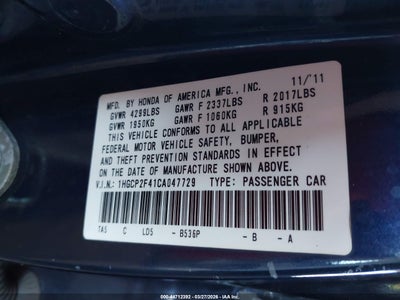 MFD. BY HONDA OF AMERICA MFG., INC. 11/11
GVWR 4299LBS GAWR F 2337LBS R 2017LBS
GVWR 1950KG GAWR F 1060KG R 915KG
THIS VEHICLE CONFORMS TO ALL APPLICABLE
FEDERAL MOTOR VEHICLE SAFETY, BUMPER,
AND THEFT PREVENTION STANDARDS IN EFFECT
ON THE DATE OF MANUFACTURE SHOWN ABOVE.
V.I.N.: 1HGCP2F41CA047729 TYPE: PASSENGER CAR
TA5 C LD5 - B536P - B - A
000-44712392 - 03/27/2026 - IAA Inc.